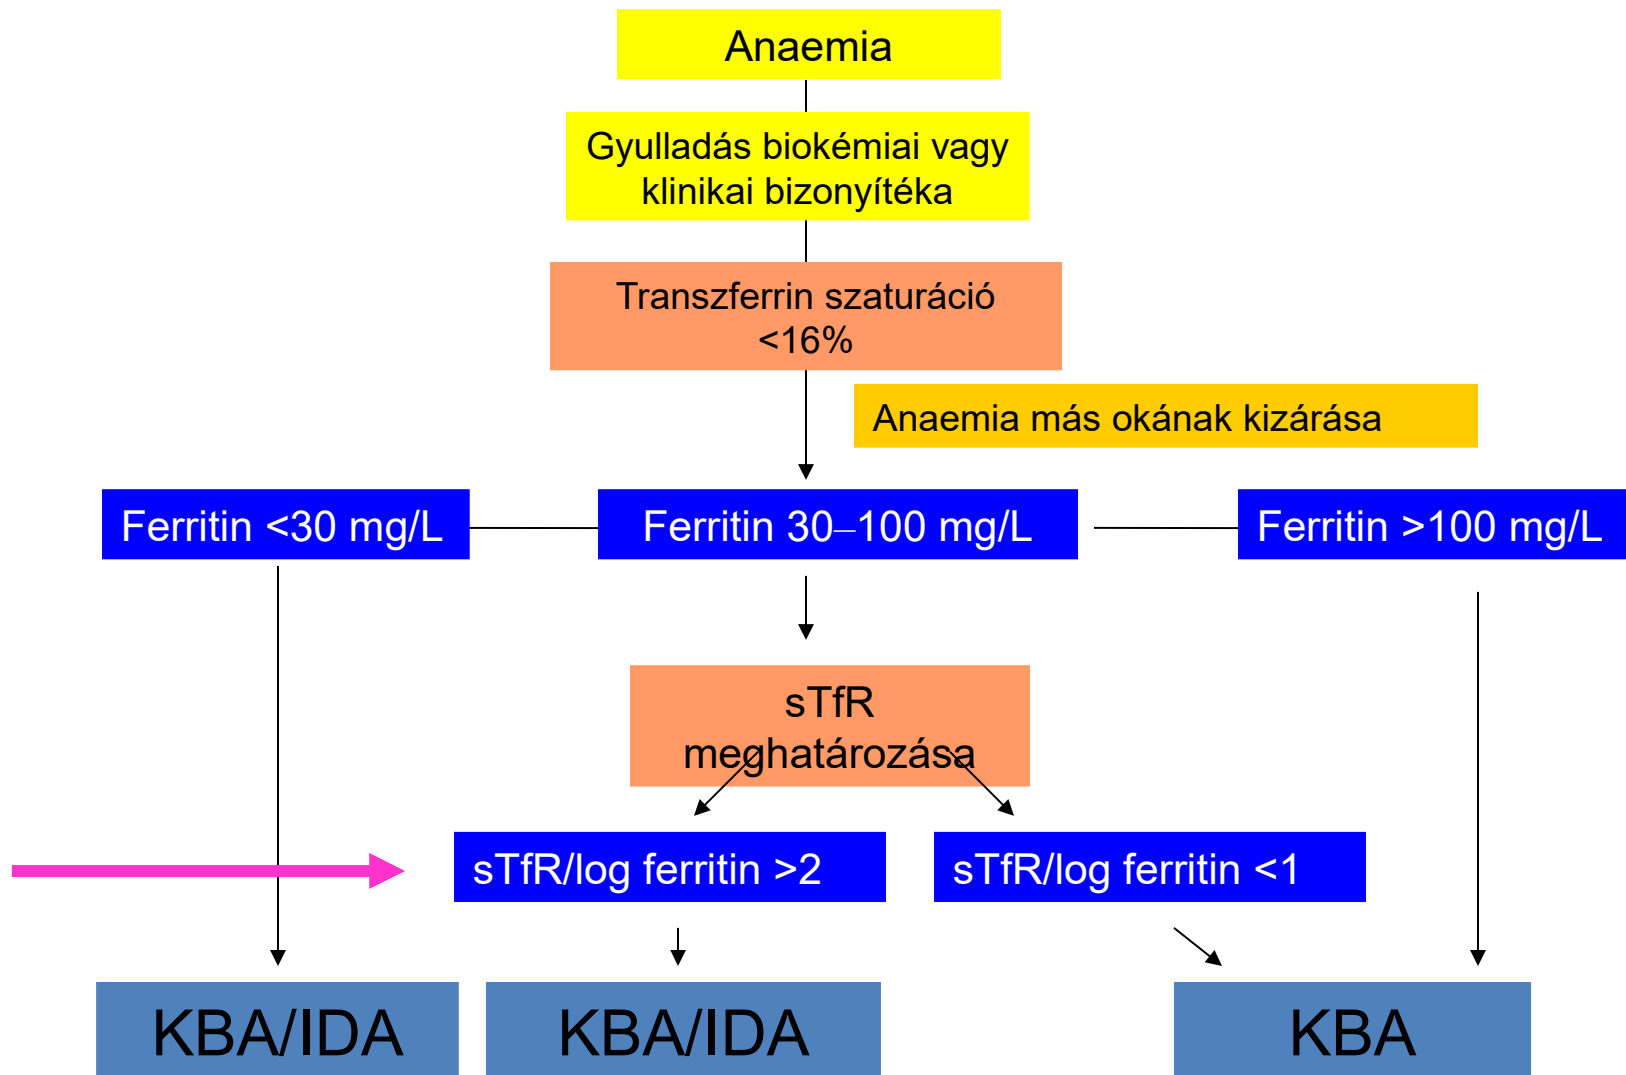 Anaemia
Gyulladás biokémiai vagy
klinikai bizonyítéka
Transzferrin szaturáció
<16%
Anaemia más okának kizárása
Ferritin <30 mg/L
Ferritin 30–100 mg/L
Ferritin >100 mg/L
sTfR
meghatározása
sTfR/log ferritin >2
sTfR/log ferritin <1
KBA/IDA
KBA/IDA
KBA